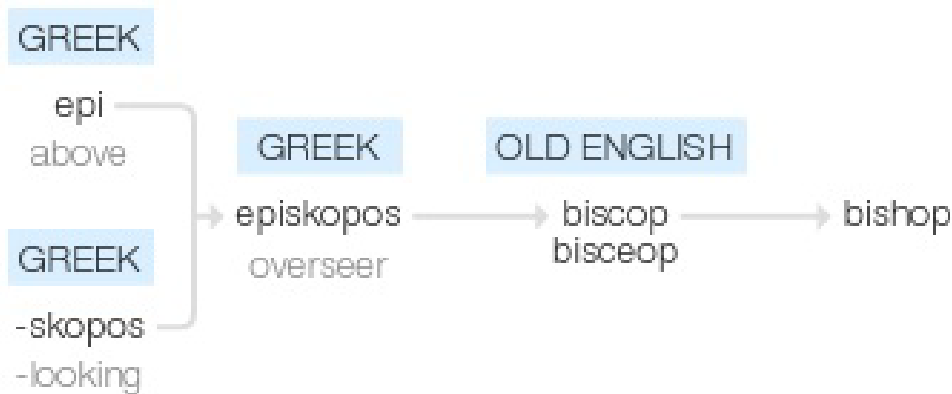 GREEK
epi
above
GREEK
-skopos
-looking
GREEK
episkopos
overseer
OLD ENGLISH
biscop
bisceop
bishop